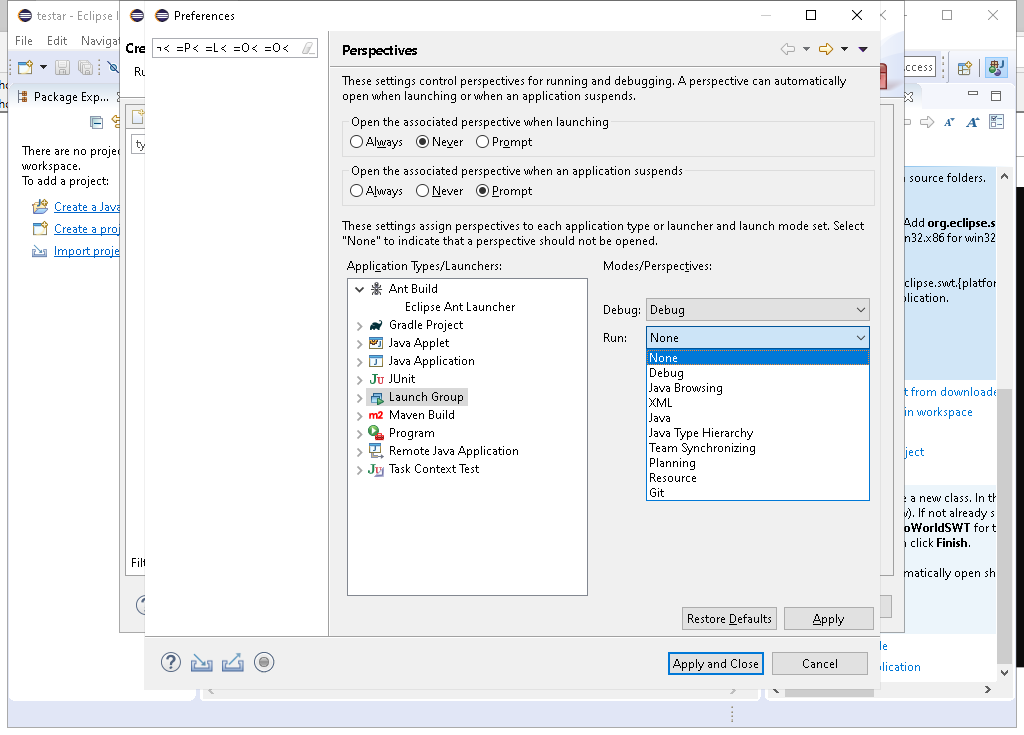 testar - Eclipse I
Preferences
File Edit Navigat
Cre
Ru
¬< =P< =L< =O< =O<
Perspectives
ccess
Package Exp...
These settings control perspectives for running and debugging. A perspective can automatically
open when launching or when an application suspends.
ty
There are no projec
workspace.
To add a project:
Create a Java
Create a proj
Import proje
Open the associated perspective when launching
Always Never Prompt
Open the associated perspective when an application suspends
Always Never Prompt
These settings assign perspectives to each application type or launcher and launch mode set. Select
"None" to indicate that a perspective should not be opened.
Application Types/Launchers:
Modes/Perspectives:
Ant Build
Eclipse Ant Launcher
Gradle Project
Java Applet
Java Application
JUnit
Launch Group
Maven Build
Program
Remote Java Application
Task Context Test
Debug: Debug
Run: None
None
Debug
Java Browsing
XML
Java
Java Type Hierarchy
Team Synchronizing
Planning
Resource
Git
Filt
Restore Defaults Apply
Apply and Close Cancel
source folders.
Add org.eclipse.s
n32.x86 for win32
clipse.swt.{platfor
lication.
t from downloade
in workspace
ject
e a new class. In th
v). If not already s
oWorldSWT for t
n click Finish.
matically open sh
le
plication